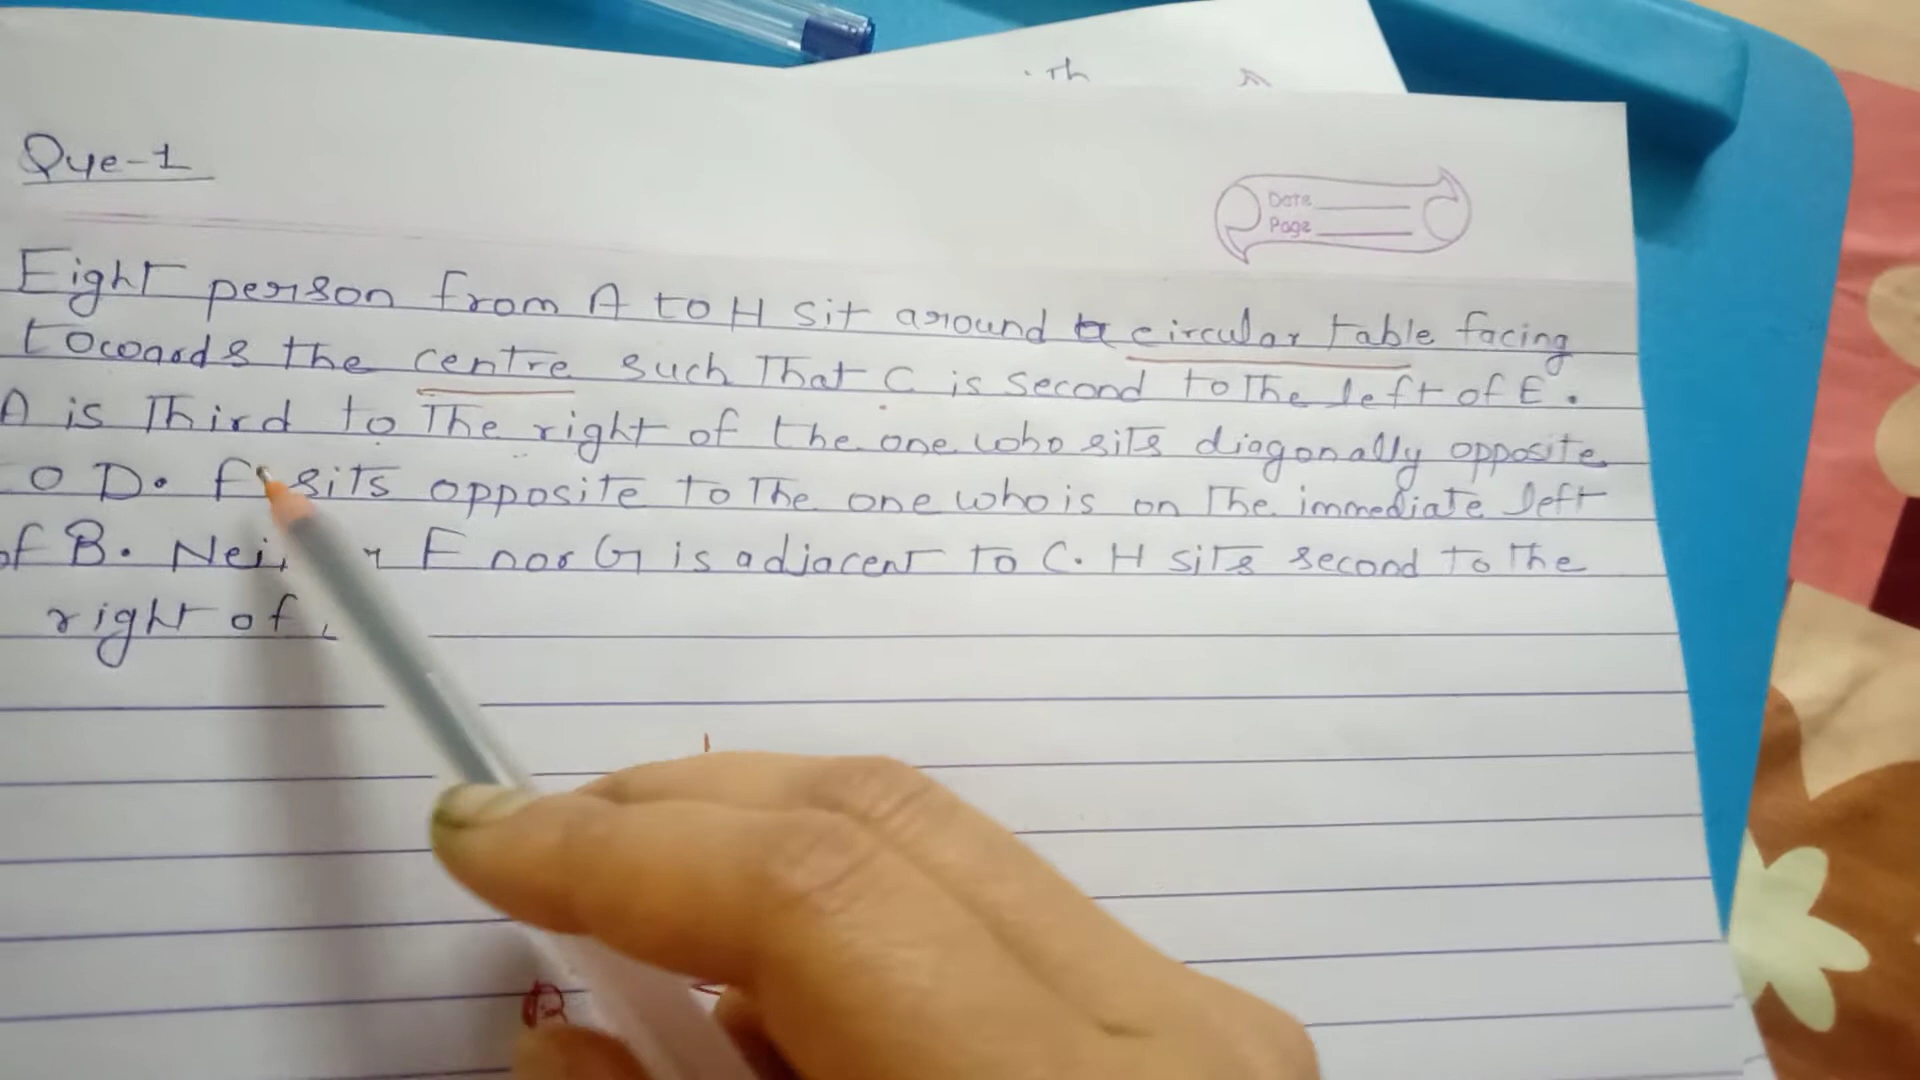 . Th
Que-1
Date
Page
Eight person from A to H sit around a circular table facing
towards the centre such That C is second to The left of E.
A is Third to The right of the one who sits diagonally opposite
to D. F sits opposite to The one who is on The immediate left
of B. F nor G is adjacent to C. H sits second to The
right of